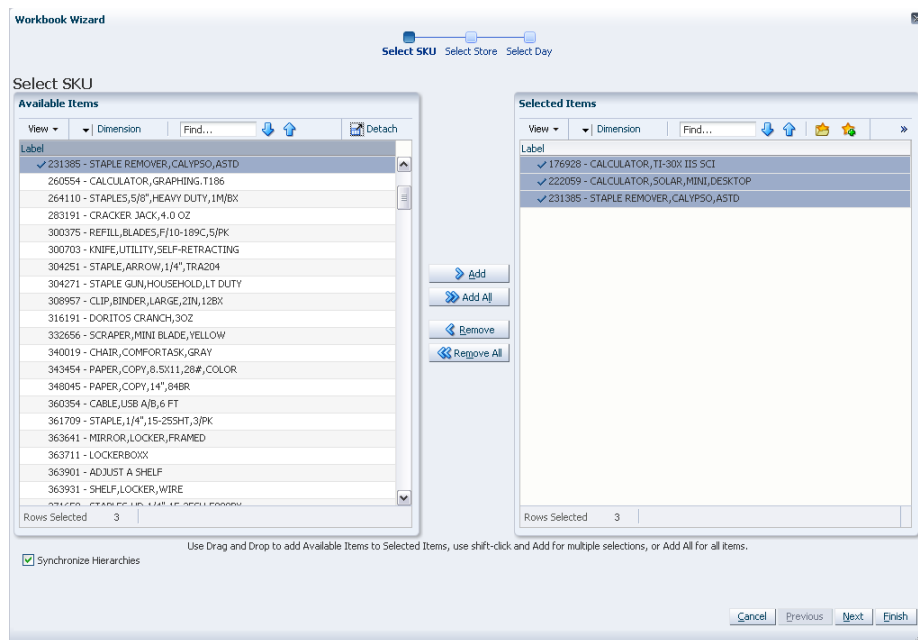 Workbook Wizard
Select SKU Select Store Select Day
Select SKU
Available Items
View Dimension Find... Detach
Label
231385 - STAPLE REMOVER,CALYPSO,ASTD
260554 - CALCULATOR,GRAPHING.T186
264110 - STAPLES,5/8",HEAVY DUTY,1M/BX
283191 - CRACKER JACK,4.0 OZ
300375 - REFILL,BLADES,F/10-189C,5/PK
300703 - KNIFE,UTILITY,SELF-RETRACTING
304251 - STAPLE,ARROW,1/4",TRA204
304271 - STAPLE GUN,HOUSEHOLD,LT DUTY
308957 - CLIP,BINDER,LARGE,2IN,12BX
316191 - DORITOS CRANCH,3OZ
332656 - SCRAPER,MINI BLADE,YELLOW
340019 - CHAIR,COMFORTASK,GRAY
343454 - PAPER,COPY,8.5X11,28#,COLOR
348045 - PAPER,COPY,14",84BR
360354 - CABLE,USB A/B,6 FT
361709 - STAPLE,1/4",15-25SHT,3/PK
363641 - MIRROR,LOCKER,FRAMED
363711 - LOCKERBOXX
363901 - ADJUST A SHELF
363931 - SHELF,LOCKER,WIRE
Rows Selected 3
Add
Add All
Remove
Remove All
Selected Items
View Dimension Find... »
Label
176928 - CALCULATOR,TI-30X IIS SCI
222059 - CALCULATOR,SOLAR,MINI,DESKTOP
231385 - STAPLE REMOVER,CALYPSO,ASTD
Rows Selected 3
Use Drag and Drop to add Available Items to Selected Items, use shift-click and Add for multiple selections, or Add All for all items.
Synchronize Hierarchies
Cancel Previous Next Finish